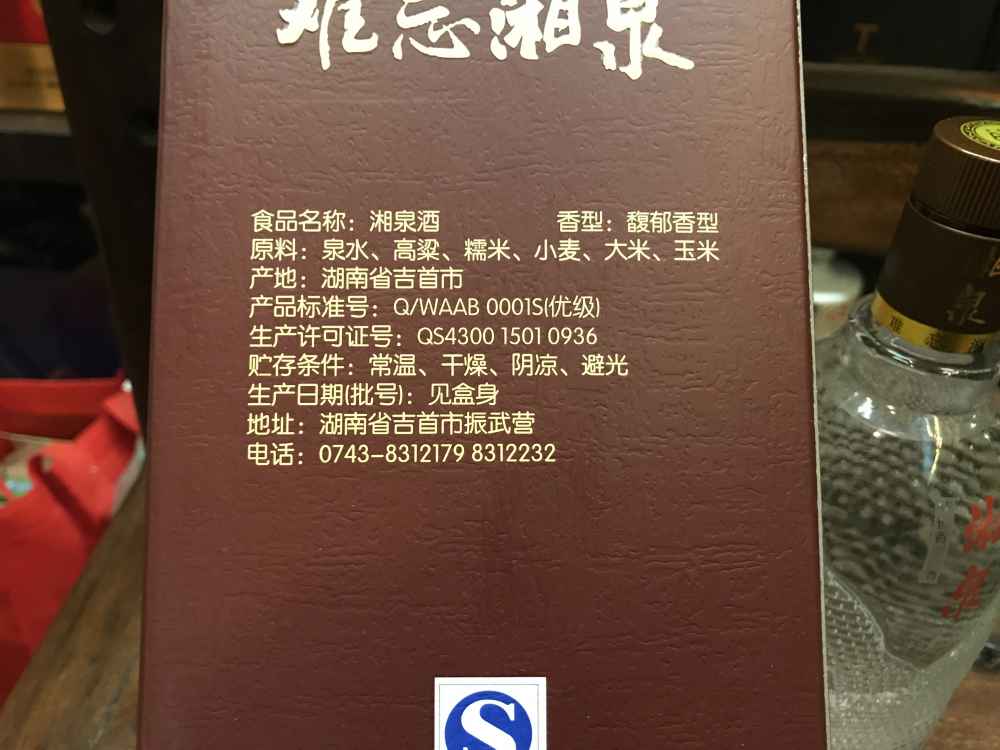 难忘湘泉
食品名称：湘泉酒 香型：馥郁香型
原料：泉水、高粱、糯米、小麦、大米、玉米
产地：湖南省吉首市
产品标准号：Q/WAAB 0001S(优级)
生产许可证号：QS4300 1501 0936
贮存条件：常温、干燥、阴凉、避光
生产日期(批号)：见盒身
地址：湖南省吉首市振武营
电话：0743-8312179 8312232
泉
湘泉